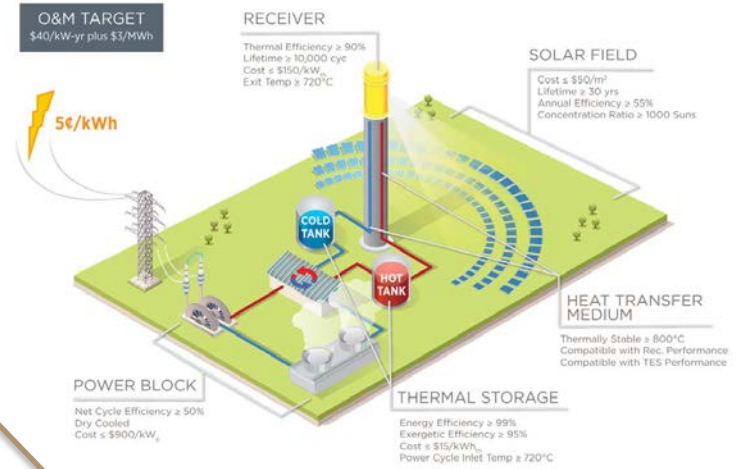 O&M TARGET
$40/kW-yr plus $3/MWh
RECEIVER
Thermal Efficiency ≥ 90%
Lifetime ≥ 10,000 cyc
Cost ≤ $150/kWth
Exit Temp ≥ 720°C
SOLAR FIELD
Cost ≤ $50/m²
Lifetime ≥ 30 yrs
Annual Efficiency ≥ 55%
Concentration Ratio ≥ 1000 Suns
5¢/kWh
COLD
TANK
HOT
TANK
HEAT TRANSFER
MEDIUM
Thermally Stable ≥ 800°C
Compatible with Rec. Performance
Compatible with TES Performance
POWER BLOCK
Net Cycle Efficiency ≥ 50%
Dry Cooled
Cost ≤ $900/kWe
THERMAL STORAGE
Energy Efficiency ≥ 99%
Exergetic Efficiency ≥ 95%
Cost ≤ $15/kWhth
Power Cycle Inlet Temp ≥ 720°C